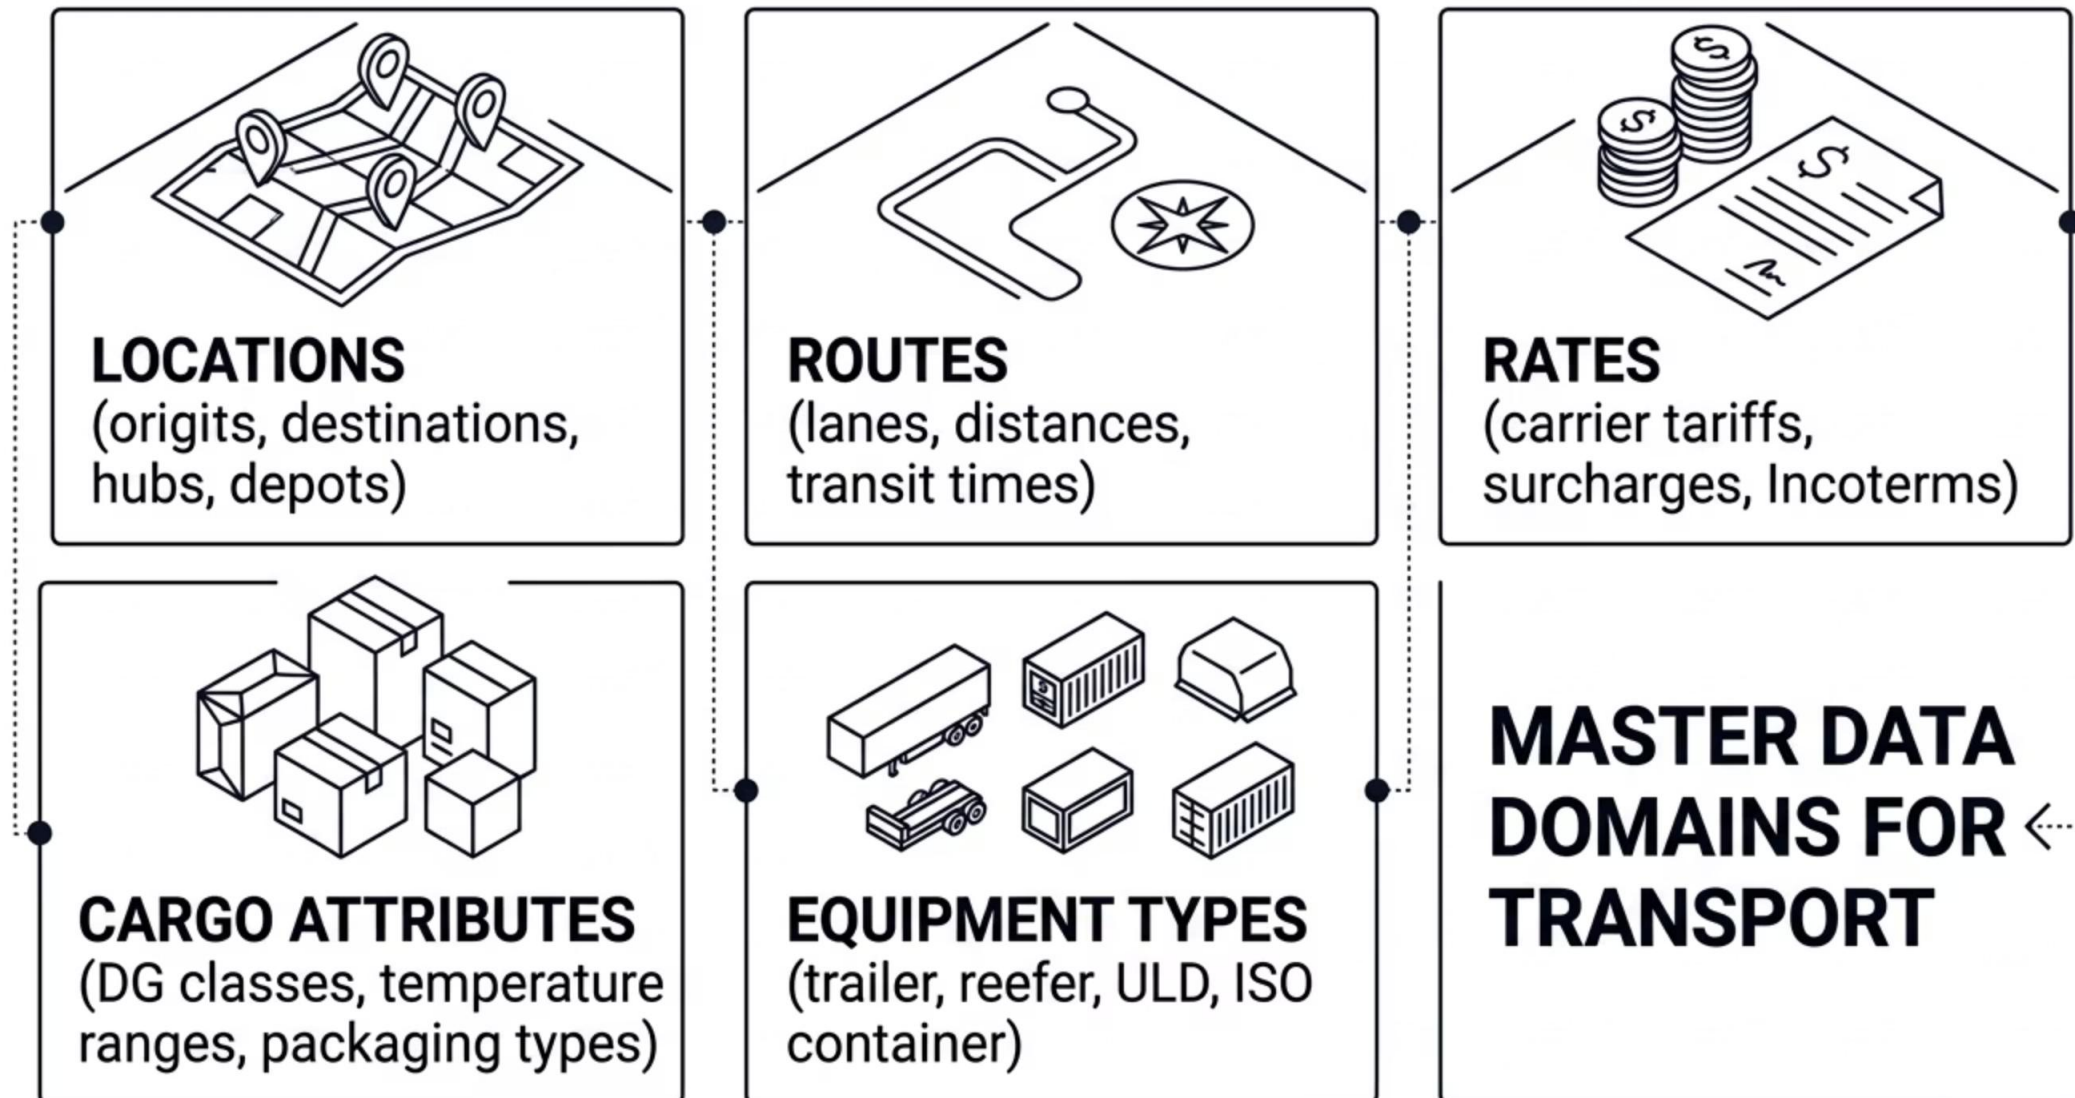 LOCATIONS
(origits, destinations,
hubs, depots)
ROUTES
(lanes, distances,
transit times)
RATES
(carrier tariffs,
surcharges, Incoterms)
CARGO ATTRIBUTES
(DG classes, temperature
ranges, packaging types)
EQUIPMENT TYPES
(trailer, reefer, ULD, ISO
container)
MASTER DATA
DOMAINS FOR
TRANSPORT